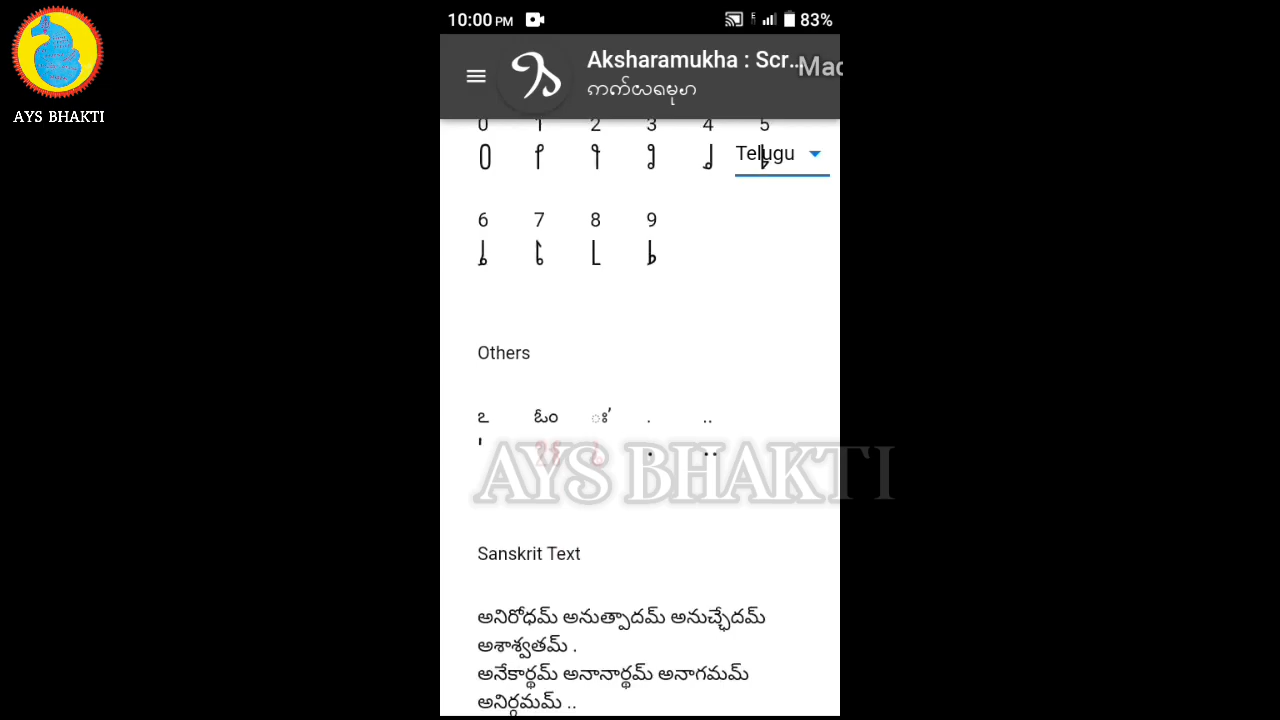 10:00 PM
83%
AYS BHAKTI
Aksharamukha : Scr...
Mac
0 1 2 3 4 5
Telugu
6 7 8 9
Others
ఽ ఓం ః . ..
' . ..
AYS BHAKTI
Sanskrit Text
అనిరోధమ్ అనుత్పాదమ్ అనుచ్ఛేదమ్
అశాశ్వతమ్ .
అనేకార్థమ్ అనానార్థమ్ అనాగమమ్
అనిర్గమమ్ ..